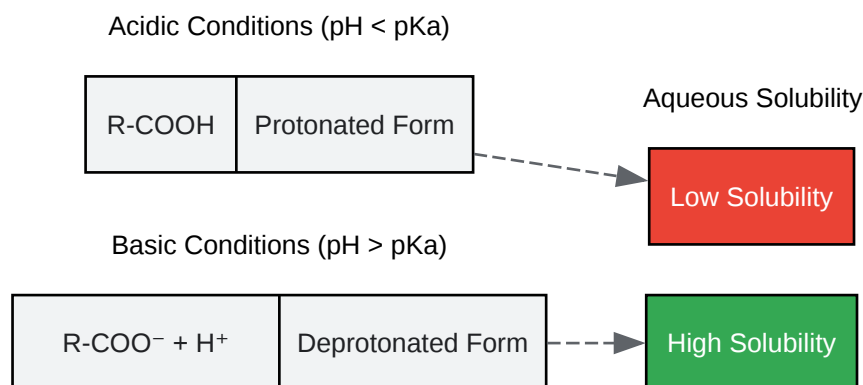 Acidic Conditions (pH < pKa)
R-COOH
Protonated Form
Aqueous Solubility
Low Solubility
Basic Conditions (pH > pKa)
R-COO⁻ + H⁺
Deprotonated Form
High Solubility